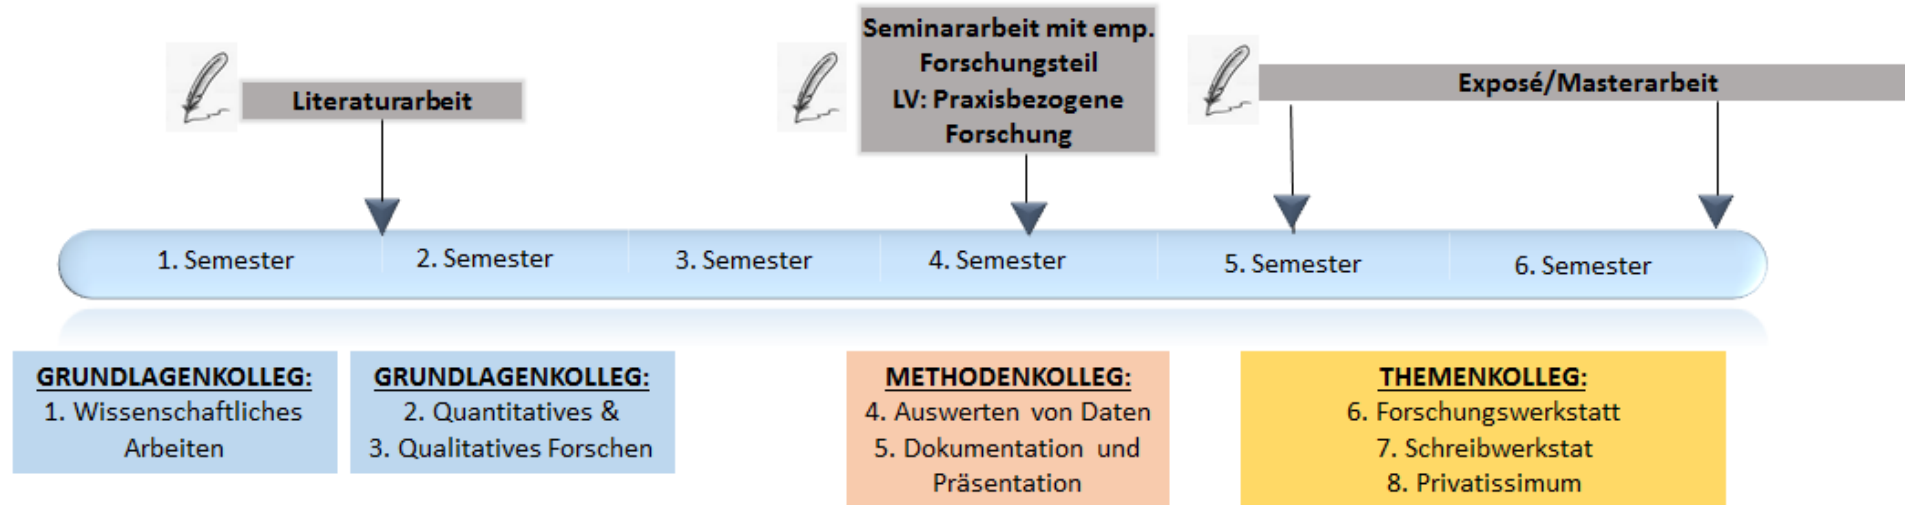 Literaturarbeit
Seminararbeit mit emp.
Forschungsteil
LV: Praxisbezogene
Forschung
Exposé/Masterarbeit
1. Semester
2. Semester
3. Semester
4. Semester
5. Semester
6. Semester
GRUNDLAGENKOLLEG:
1. Wissenschaftliches
Arbeiten
GRUNDLAGENKOLLEG:
2. Quantitatives &
3. Qualitatives Forschen
METHODENKOLLEG:
4. Auswerten von Daten
5. Dokumentation und
Präsentation
THEMENKOLLEG:
6. Forschungswerkstatt
7. Schreibwerkstat
8. Privatissimum